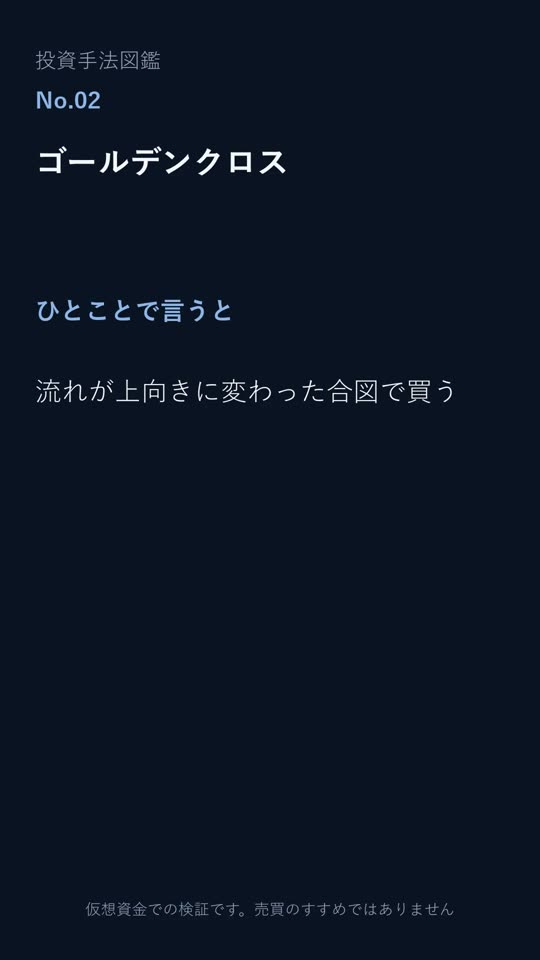 投資手法図鑑
No.02
ゴールデンクロス
ひとことで言うと
流れが上向きに変わった合図で買う
仮想資金での検証です。売買のすすめではありません